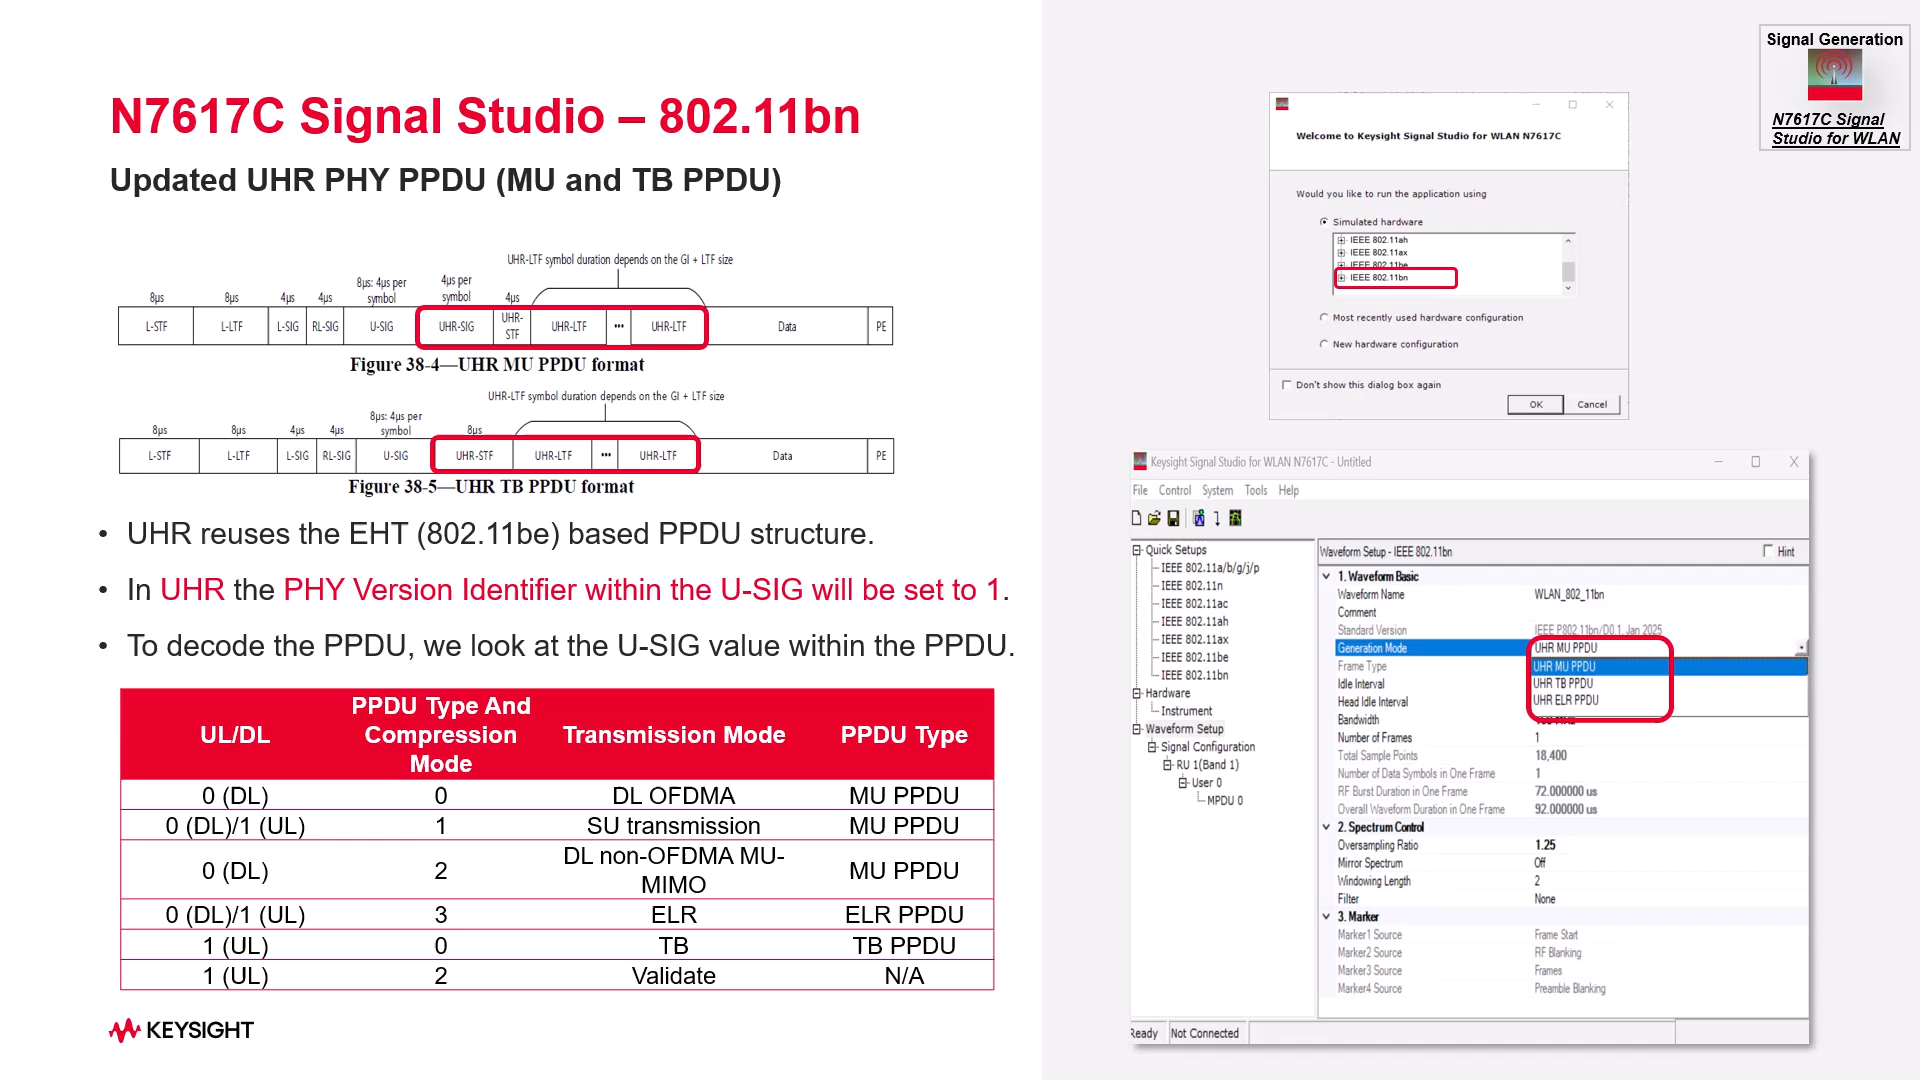 N7617C Signal Studio – 802.11bn
Updated UHR PHY PPDU (MU and TB PPDU)
UHR-LTF symbol duration depends on the GI + LTF size
8µs
8µs
4µs
4µs
8µs: 4µs per
symbol
4µs per
symbol
4µs
L-STF
L-LTF
L-SIG
RL-SIG
U-SIG
UHR-SIG
UHR-
STF
UHR-LTF
•••
UHR-LTF
Data
PE
Figure 38-4—UHR MU PPDU format
UHR-LTF symbol duration depends on the GI + LTF size
8µs
8µs
4µs
4µs
8µs: 4µs per
symbol
8µs
L-STF
L-LTF
L-SIG
RL-SIG
U-SIG
UHR-STF
UHR-LTF
•••
UHR-LTF
Data
PE
Figure 38-5—UHR TB PPDU format
• UHR reuses the EHT (802.11be) based PPDU structure.
• In UHR the PHY Version Identifier within the U-SIG will be set to 1.
• To decode the PPDU, we look at the U-SIG value within the PPDU.
UL/DL
PPDU Type And
Compression
Mode
Transmission Mode
PPDU Type
0 (DL) 0 DL OFDMA MU PPDU
0 (DL)/1 (UL) 1 SU transmission MU PPDU
0 (DL) 2 DL non-OFDMA MU-
MIMO
MU PPDU
0 (DL)/1 (UL) 3 ELR ELR PPDU
1 (UL) 0 TB TB PPDU
1 (UL) 2 Validate N/A
KEYSIGHT
Signal Generation
N7617C Signal
Studio for WLAN
Welcome to Keysight Signal Studio for WLAN N7617C
Would you like to run the application using
Simulated hardware
IEEE 802.11ah
IEEE 802.11ax
IEEE 802.11be
IEEE 802.11bn
Most recently used hardware configuration
New hardware configuration
Don't show this dialog box again
OK
Cancel
Keysight Signal Studio for WLAN N7617C - Untitled
File Control System Tools Help
Quick Setups
IEEE 802.11a/b/g/j/p
IEEE 802.11n
IEEE 802.11ac
IEEE 802.11ah
IEEE 802.11ax
IEEE 802.11be
IEEE 802.11bn
Hardware
Instrument
Waveform Setup
Signal Configuration
RU 1(Band 1)
User 0
MPDU 0
Waveform Setup - IEEE 802.11bn
Hint
1. Waveform Basic
Waveform Name WLAN_802_11bn
Comment
Standard Version IEEE P802.11bn/D0.1, Jan 2025
Generation Mode UHR MU PPDU
Frame Type UHR MU PPDU
Idle Interval UHR TB PPDU
Head Idle Interval UHR ELR PPDU
Bandwidth
Number of Frames 1
Total Sample Points 18,400
Number of Data Symbols in One Frame 1
RF Burst Duration in One Frame 72.000000 us
Overall Waveform Duration in One Frame 92.000000 us
2. Spectrum Control
Oversampling Ratio 1.25
Mirror Spectrum Off
Windowing Length 2
Filter None
3. Marker
Marker1 Source Frame Start
Marker2 Source RF Blanking
Marker3 Source Frames
Marker4 Source Preamble Blanking
Ready
Not Connected